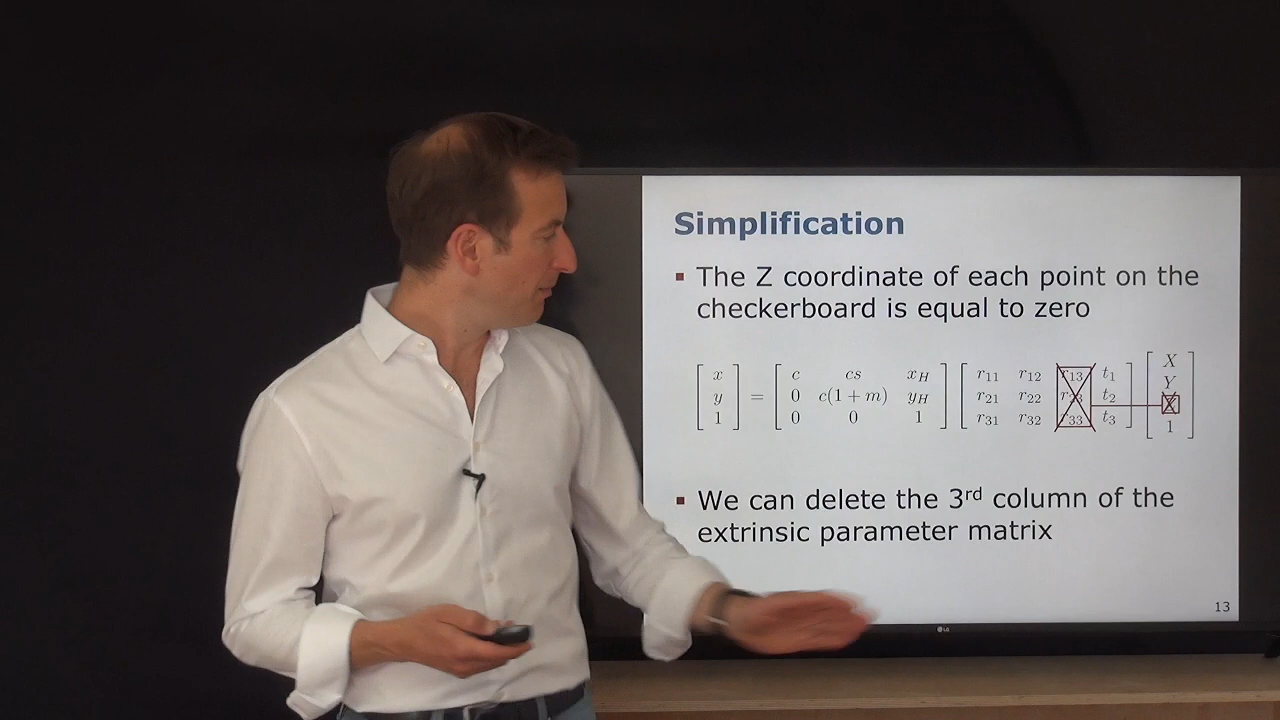 Simplification
The Z coordinate of each point on the
checkerboard is equal to zero
x c cs x_H r11 r12 r13 t1 X
y = 0 c(1 + m) y_H r21 r22 t2 Y
1 0 0 1 r31 r32 r33 t3 1
We can delete the 3rd column of the
extrinsic parameter matrix
13
LG